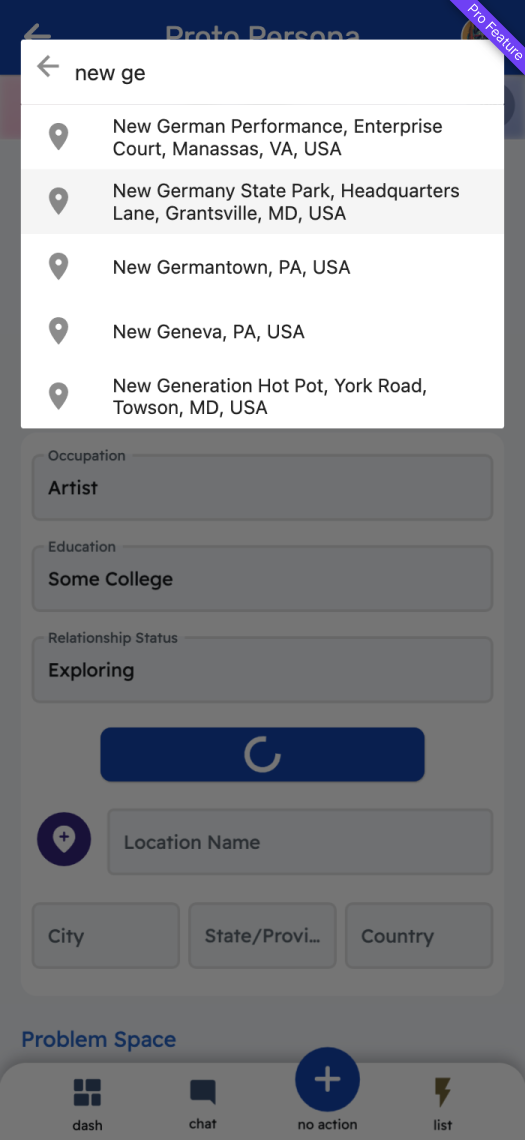 Proto Persona
Pro Feature
new ge
New German Performance, Enterprise
Court, Manassas, VA, USA
New Germany State Park, Headquarters
Lane, Grantsville, MD, USA
New Germantown, PA, USA
New Geneva, PA, USA
New Generation Hot Pot, York Road,
Towson, MD, USA
Occupation
Artist
Education
Some College
Relationship Status
Exploring
Location Name
City
State/Provi...
Country
Problem Space
dash
chat
no action
list